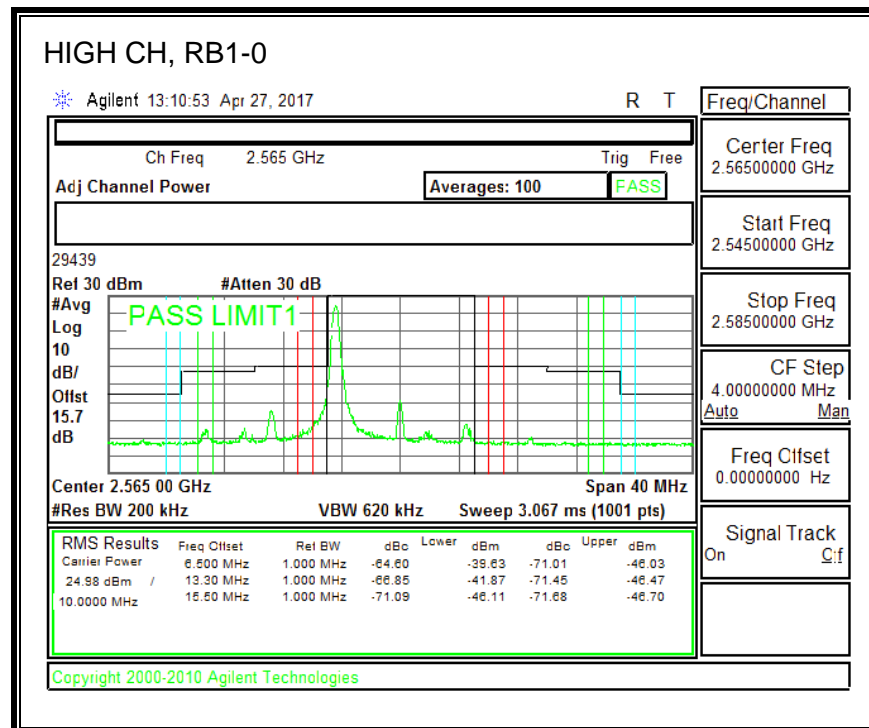 HIGH CH, RB1-0
Agilent 13:10:53 Apr 27, 2017 R T
Freq/Channel
Ch Freq 2.565 GHz Trig Free
Adj Channel Power Averages: 100 PASS
29439
Ref 30 dBm #Atten 30 dB
#Avg
Log
10
dB/
Offst
15.7
dB
PASS LIMIT1
Center 2.565 00 GHz Span 40 MHz
#Res BW 200 kHz VBW 620 kHz Sweep 3.067 ms (1001 pts)
RMS Results Freq Offset Ref BW dBc Lower dBm dBc Upper dBm
Carrier Power 6.500 MHz 1.000 MHz -64.60 -39.63 -71.01 -46.03
24.98 dBm / 13.30 MHz 1.000 MHz -66.85 -41.87 -71.45 -46.47
10.0000 MHz 15.50 MHz 1.000 MHz -71.09 -46.11 -71.68 -46.70
Copyright 2000-2010 Agilent Technologies
Center Freq
2.56500000 GHz
Start Freq
2.54500000 GHz
Stop Freq
2.58500000 GHz
CF Step
4.00000000 MHz
Auto Man
Freq Offset
0.00000000 Hz
Signal Track
On Off